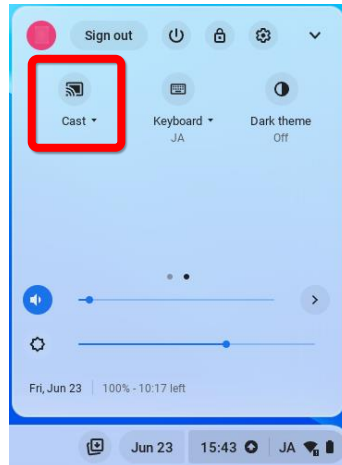 Sign out
Cast Keyboard Dark theme
JA Off
Fri, Jun 23 100% - 10:17 left
Jun 23 15:43 JA